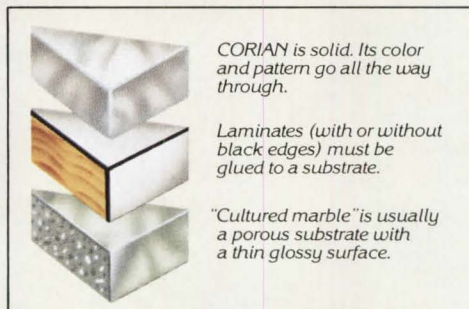 CORIAN is solid. Its color
and pattern go all the way
through.
Laminates (with or without
black edges) must be
glued to a substrate.
"Cultured marble" is usually
a porous substrate with
a thin glossy surface.